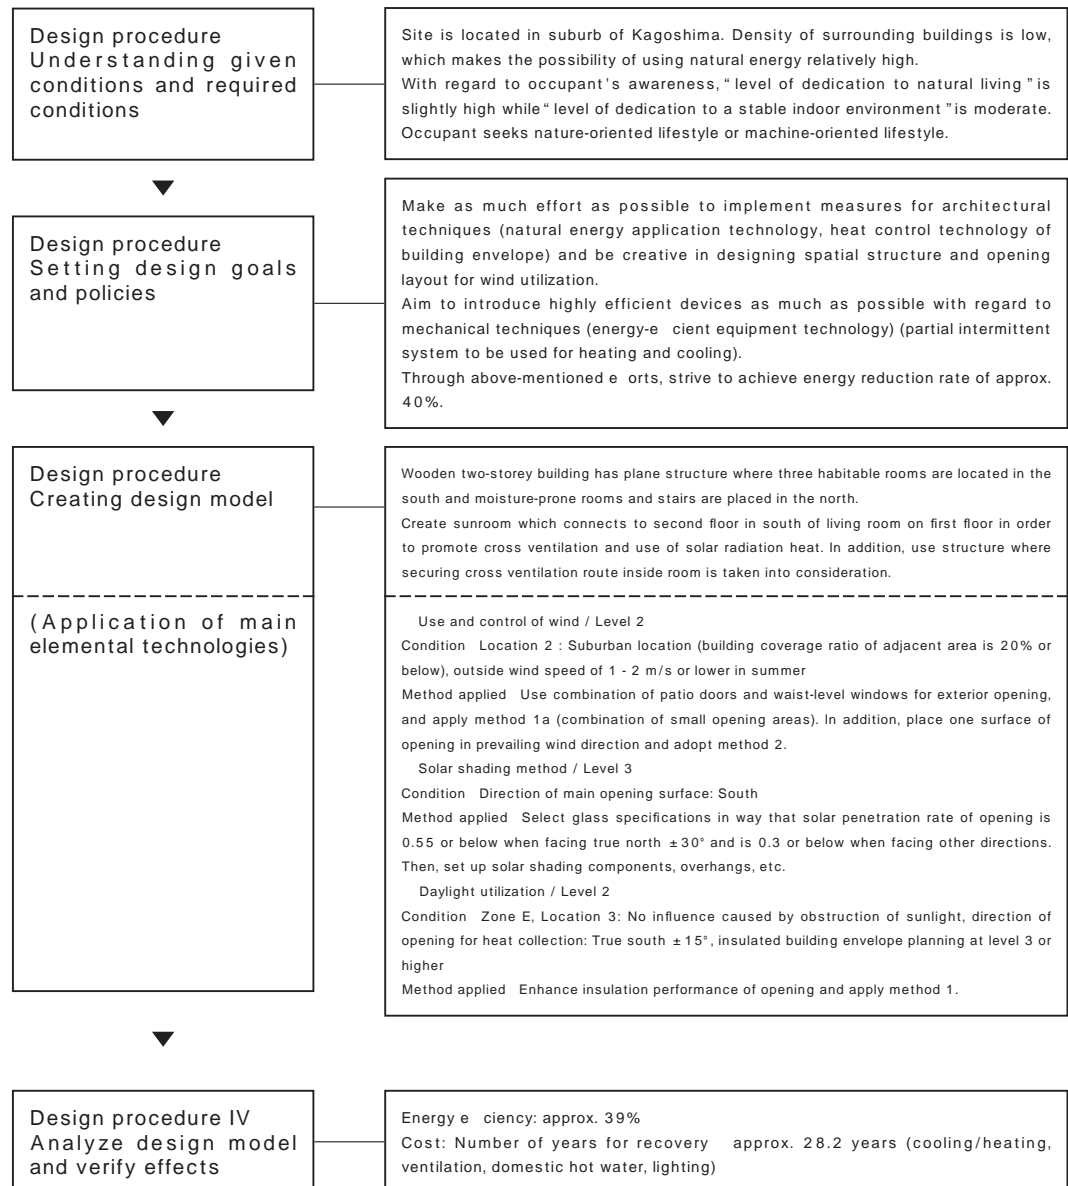 Design procedure
Understanding given
conditions and required
conditions
Site is located in suburb of Kagoshima. Density of surrounding buildings is low,
which makes the possibility of using natural energy relatively high.
With regard to occupant's awareness, "level of dedication to natural living" is
slightly high while "level of dedication to a stable indoor environment" is moderate.
Occupant seeks nature-oriented lifestyle or machine-oriented lifestyle.
Design procedure
Setting design goals
and policies
Make as much effort as possible to implement measures for architectural
techniques (natural energy application technology, heat control technology of
building envelope) and be creative in designing spatial structure and opening
layout for wind utilization.
Aim to introduce highly efficient devices as much as possible with regard to
mechanical techniques (energy-e cient equipment technology) (partial intermittent
system to be used for heating and cooling).
Through above-mentioned e orts, strive to achieve energy reduction rate of approx.
40%.
Design procedure
Creating design model
Wooden two-storey building has plane structure where three habitable rooms are located in the
south and moisture-prone rooms and stairs are placed in the north.
Create sunroom which connects to second floor in south of living room on first floor in order
to promote cross ventilation and use of solar radiation heat. In addition, use structure where
securing cross ventilation route inside room is taken into consideration.
(Application of main
elemental technologies)
Use and control of wind / Level 2
Condition Location 2 : Suburban location (building coverage ratio of adjacent area is 20% or
below), outside wind speed of 1 - 2 m/s or lower in summer
Method applied Use combination of patio doors and waist-level windows for exterior opening,
and apply method 1a (combination of small opening areas). In addition, place one surface of
opening in prevailing wind direction and adopt method 2.
Solar shading method / Level 3
Condition Direction of main opening surface: South
Method applied Select glass specifications in way that solar penetration rate of opening is
0.55 or below when facing true north ±30° and is 0.3 or below when facing other directions.
Then, set up solar shading components, overhangs, etc.
Daylight utilization / Level 2
Condition Zone E, Location 3: No influence caused by obstruction of sunlight, direction of
opening for heat collection: True south ±15°, insulated building envelope planning at level 3 or
higher
Method applied Enhance insulation performance of opening and apply method 1.
Design procedure IV
Analyze design model
and verify effects
Energy e ciency: approx. 39%
Cost: Number of years for recovery approx. 28.2 years (cooling/heating,
ventilation, domestic hot water, lighting)